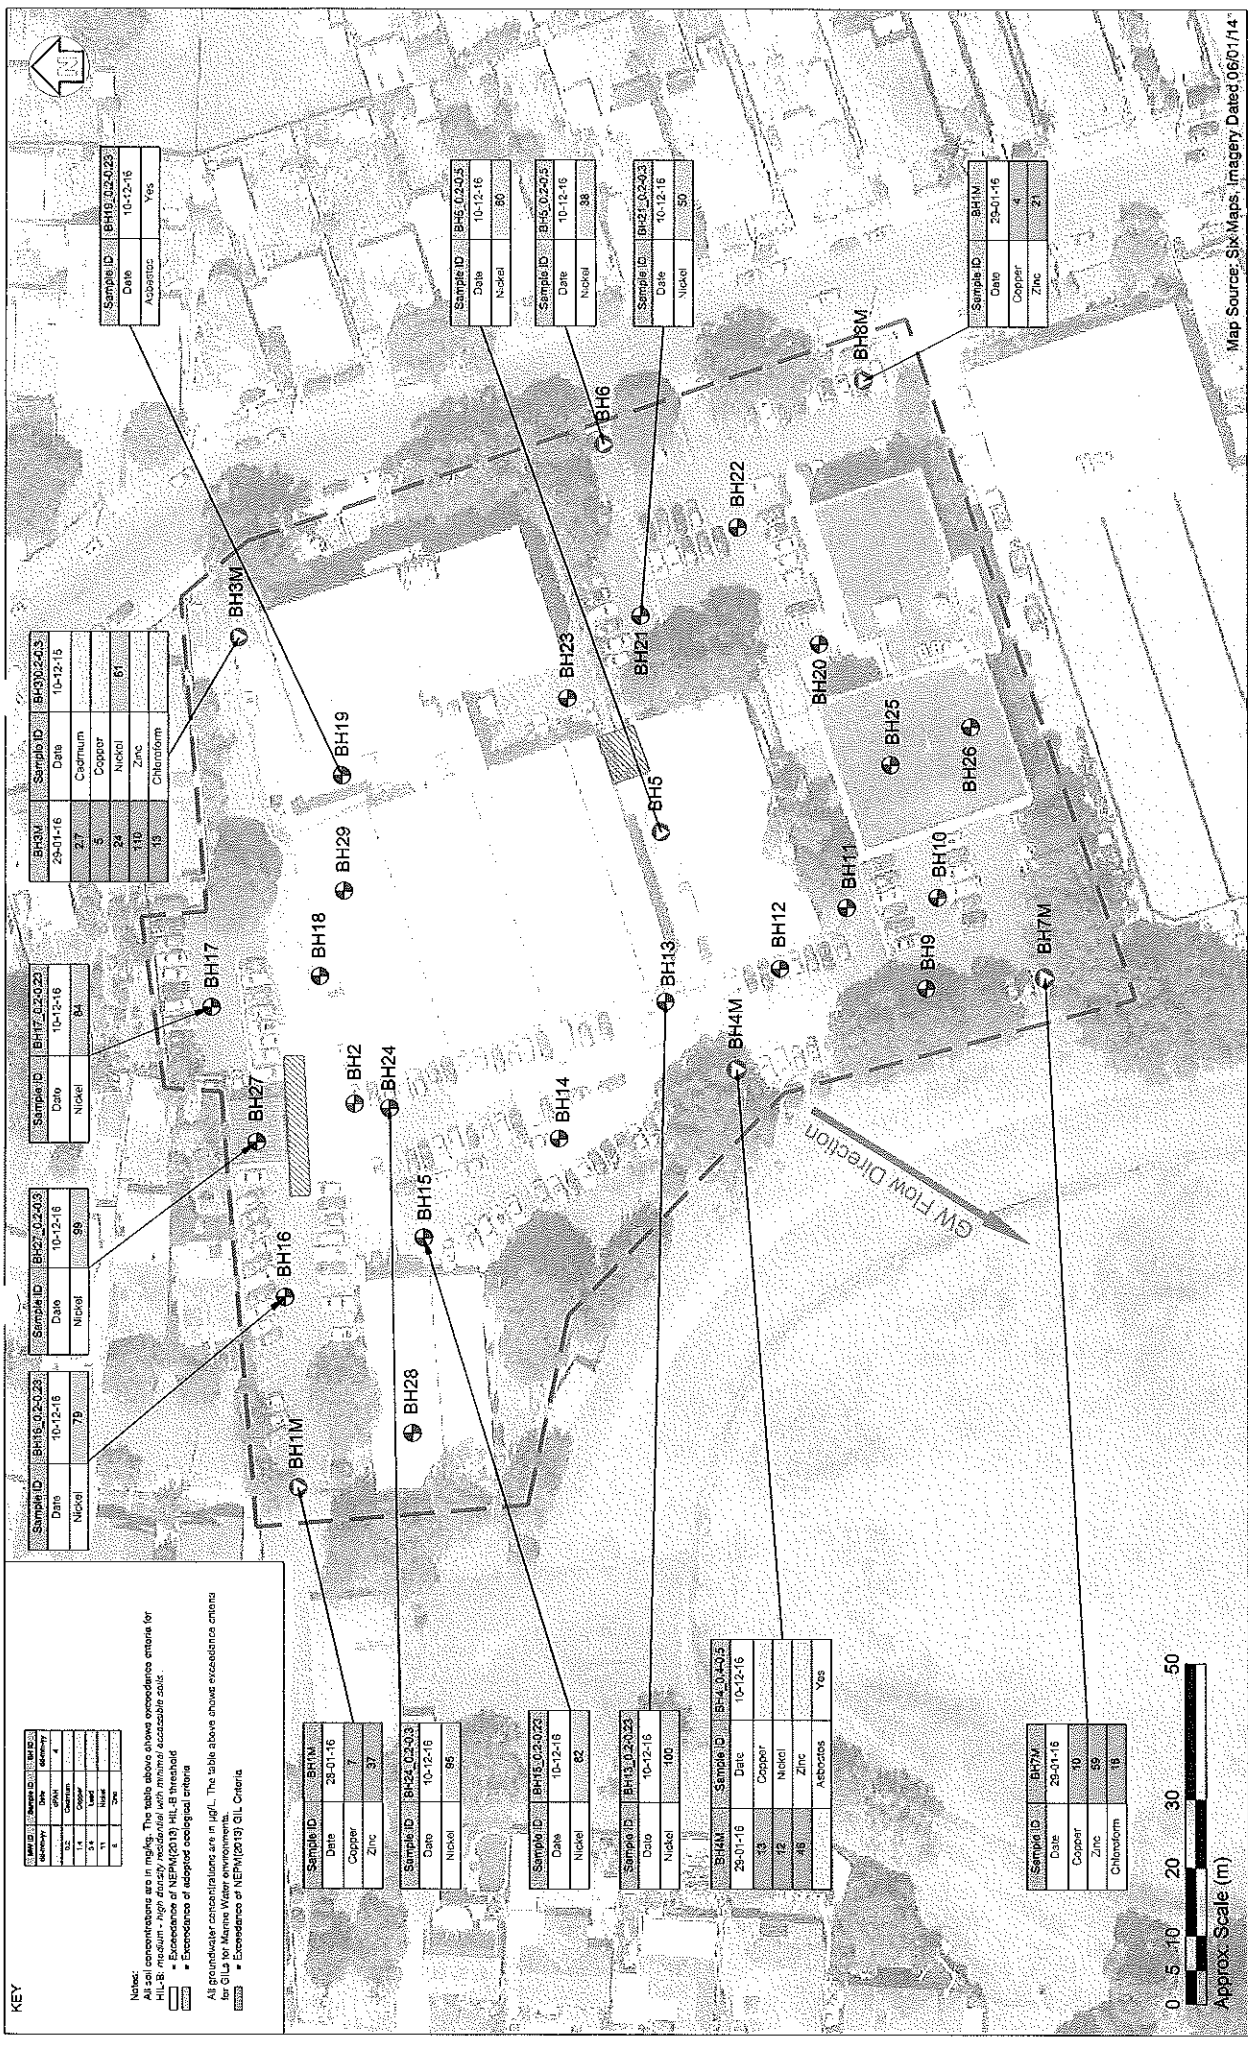 N
KEY
Notes:
All soil concentrations are in mg/kg. The table above shows exceedance criteria for
HIL-B: medium - high density residential with minimal accessible soils.
= Exceedance of NEPM(2013) HIL-B threshold
= Exceedance of adopted ecological criteria
All groundwater concentrations are in µg/L. The table above shows exceedance criteria
for GILs for Marine Water environments.
= Exceedance of NEPM(2013) GIL Criteria
Sample ID BH16_0.2-0.23
Date 10-12-16
Nickel 79
Sample ID BH27_0.2-0.3
Date 10-12-16
Nickel 99
Sample ID BH17_0.2-0.23
Date 10-12-16
Nickel 84
BH3M Sample ID BH3)0.2-0.3
29-01-16 Date 10-12-15
2.7 Cadmium
5 Copper
24 Nickel 61
110 Zinc
13 Chloroform
Sample ID BH19_0.2-0.23
Date 10-12-16
Asbestos Yes
Sample ID BH1M
Date 28-01-16
Copper 7
Zinc 37
Sample ID BH24_0.2-0.3
Date 10-12-16
Nickel 95
Sample ID BH15_0.2-0.23
Date 10-12-16
Nickel 62
Sample ID BH13_0.2-0.23
Date 10-12-16
Nickel 100
BH4M Sample ID BH4_0.4-0.5
29-01-16 Date 10-12-16
13 Copper
12 Nickel
46 Zinc
Asbestos Yes
Sample ID BH7M
Date 29-01-16
Copper 10
Zinc 59
Chloroform 16
Sample ID
Date 10-12-16
Nickel 60
Sample ID
Date 10-12-16
Nickel 38
Sample ID BH21_0.2-0.3
Date 10-12-16
Nickel 50
Sample ID BH1M
Date 29-01-16
Copper 4
Zinc 21
BH1M
BH16
BH27
BH17
BH18
BH29
BH19
BH3M
BH28
BH15
BH24
BH2
BH14
BH13
BH5
BH23
BH21
BH6
BH4M
BH12
BH11
BH20
BH22
BH8M
BH9
BH10
BH25
BH26
BH7M
GW Flow Direction
0 5 10 20 30 50
Approx. Scale (m)
Map Source: Six Maps, Imagery Dated 06/01/14"